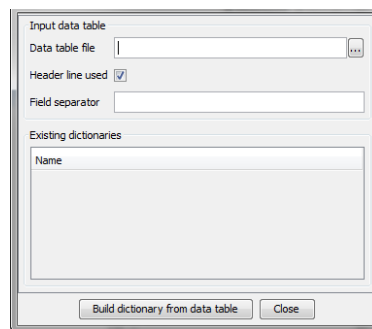 Input data table
Data table file
...
Header line used
Field separator
Existing dictionaries
Name
Build dictionary from data table Close